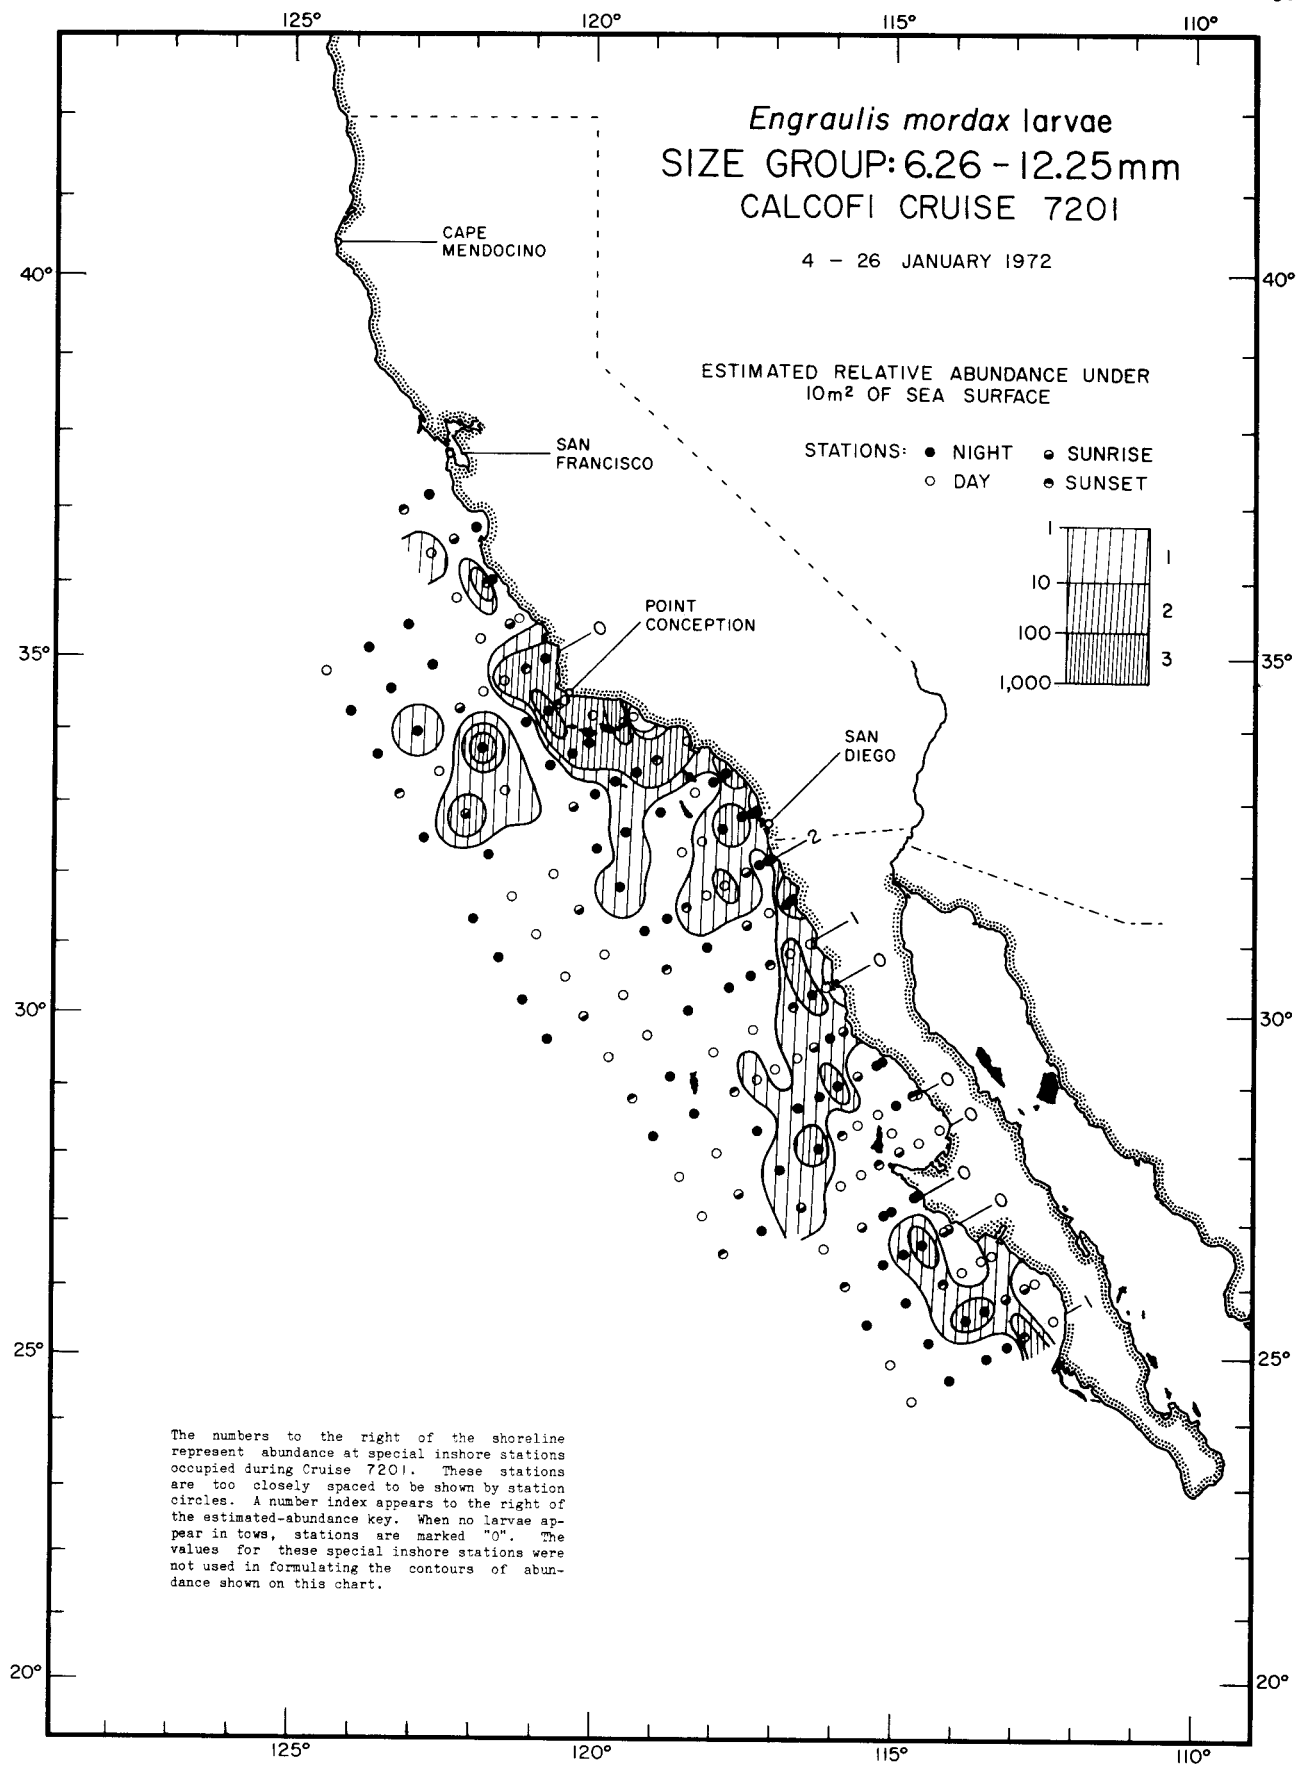 125° 120° 115° 110°
Engraulis mordax larvae
SIZE GROUP: 6.26 – 12.25mm
CALCOFI CRUISE 7201
4 – 26 JANUARY 1972
CAPE
MENDOCINO
40° 40°
ESTIMATED RELATIVE ABUNDANCE UNDER
10m² OF SEA SURFACE
STATIONS: NIGHT SUNRISE
DAY SUNSET
SAN
FRANCISCO
1
1
10
2
100
3
1,000
POINT
CONCEPTION
0
35° 35°
SAN
DIEGO
2
1
0
30° 30°
0
0
0
0
1
25° 25°
The numbers to the right of the shoreline
represent abundance at special inshore stations
occupied during Cruise 7201. These stations
are too closely spaced to be shown by station
circles. A number index appears to the right of
the estimated-abundance key. When no larvae ap-
pear in tows, stations are marked "0". The
values for these special inshore stations were
not used in formulating the contours of abun-
dance shown on this chart.
20° 20°
125° 120° 115° 110°